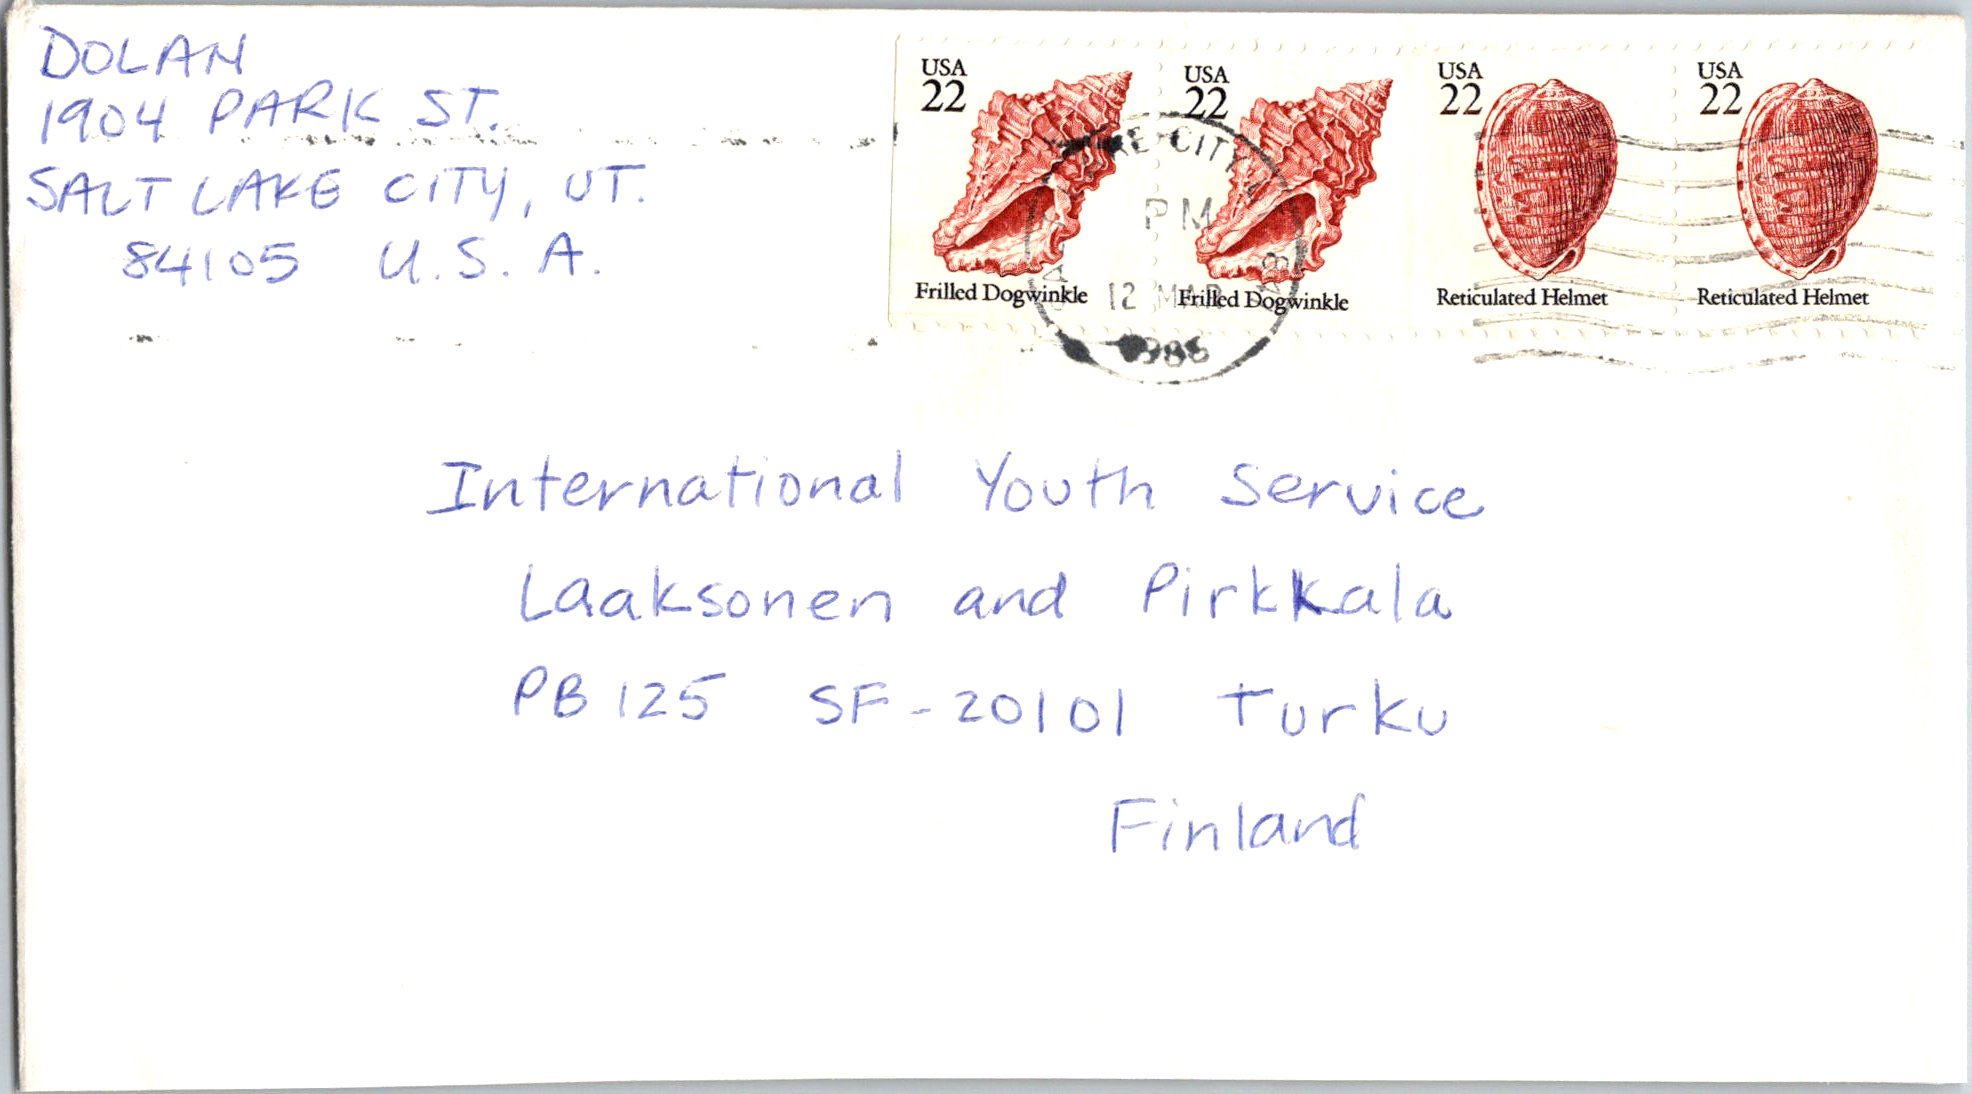 DOLAN
1904 PARK ST.
SALT LAKE CITY, UT.
84105 U.S.A.
USA
22
Frilled Dogwinkle
USA
22
Frilled Dogwinkle
USA
22
Reticulated Helmet
USA
22
Reticulated Helmet
CITY
PM
12 MAR
International Youth Service
Laaksonen and Pirkkala
PB 125 SF-20101 Turku
Finland